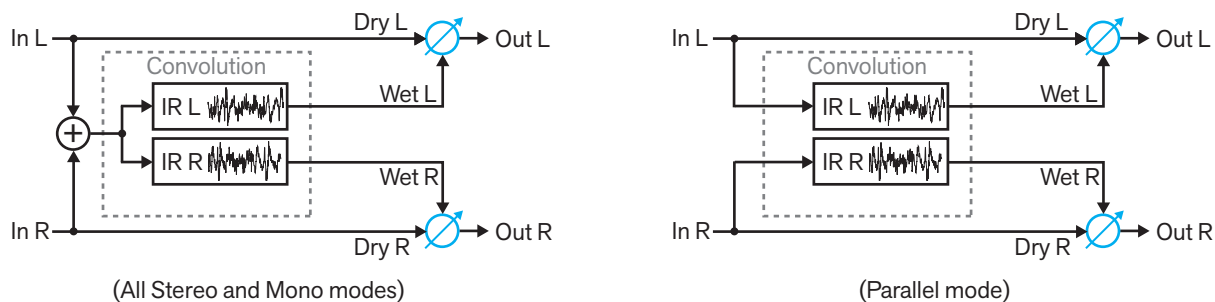 Dry L
In L
Out L
Convolution
IR L
Wet L
+
IR R
Wet R
In R
Dry R
Out R
(All Stereo and Mono modes)
Dry L
In L
Out L
Convolution
IR L
Wet L
IR R
Wet R
In R
Dry R
Out R
(Parallel mode)